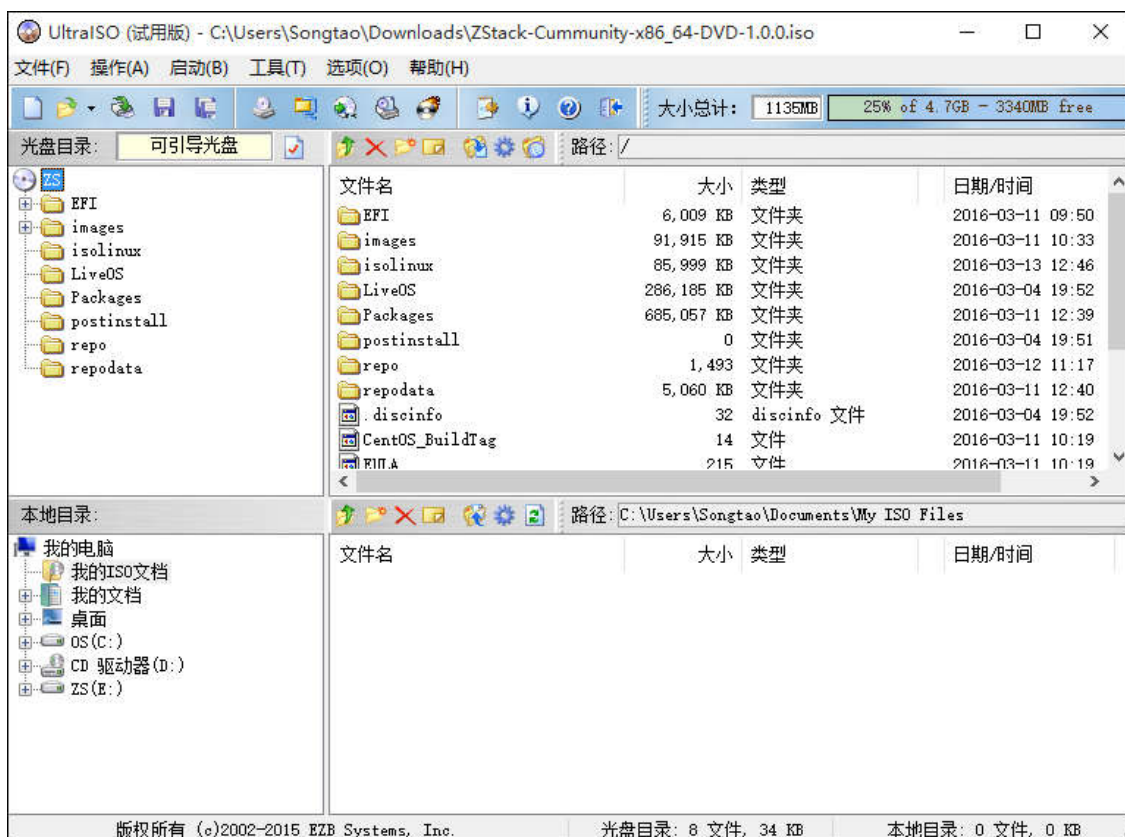 UltraISO (试用版) - C:\Users\Songtao\Downloads\ZStack-Cummunity-x86_64-DVD-1.0.0.iso
文件(F) 操作(A) 启动(B) 工具(T) 选项(O) 帮助(H)
大小总计: 1135MB 25% of 4.7GB - 3340MB free
光盘目录: 可引导光盘 路径: /
ZS
EFI
images
isolinux
LiveOS
Packages
postinstall
repo
repodata
文件名 大小 类型 日期/时间
EFI 6,009 KB 文件夹 2016-03-11 09:50
images 91,915 KB 文件夹 2016-03-11 10:33
isolinux 85,999 KB 文件夹 2016-03-13 12:46
LiveOS 286,185 KB 文件夹 2016-03-04 19:52
Packages 685,057 KB 文件夹 2016-03-11 12:39
postinstall 0 文件夹 2016-03-04 19:51
repo 1,493 文件夹 2016-03-12 11:17
repodata 5,060 KB 文件夹 2016-03-11 12:40
.discinfo 32 discinfo 文件 2016-03-04 19:52
CentOS_BuildTag 14 文件 2016-03-11 10:19
EULA 215 文件 2016-03-11 10:19
本地目录: 路径: C:\Users\Songtao\Documents\My ISO Files
我的电脑
我的ISO文档
我的文档
桌面
OS(C:)
CD 驱动器(D:)
ZS(E:)
文件名 大小 类型 日期/时间
版权所有 (c)2002-2015 EZB Systems, Inc. 光盘目录: 8 文件, 34 KB 本地目录: 0 文件, 0 KB